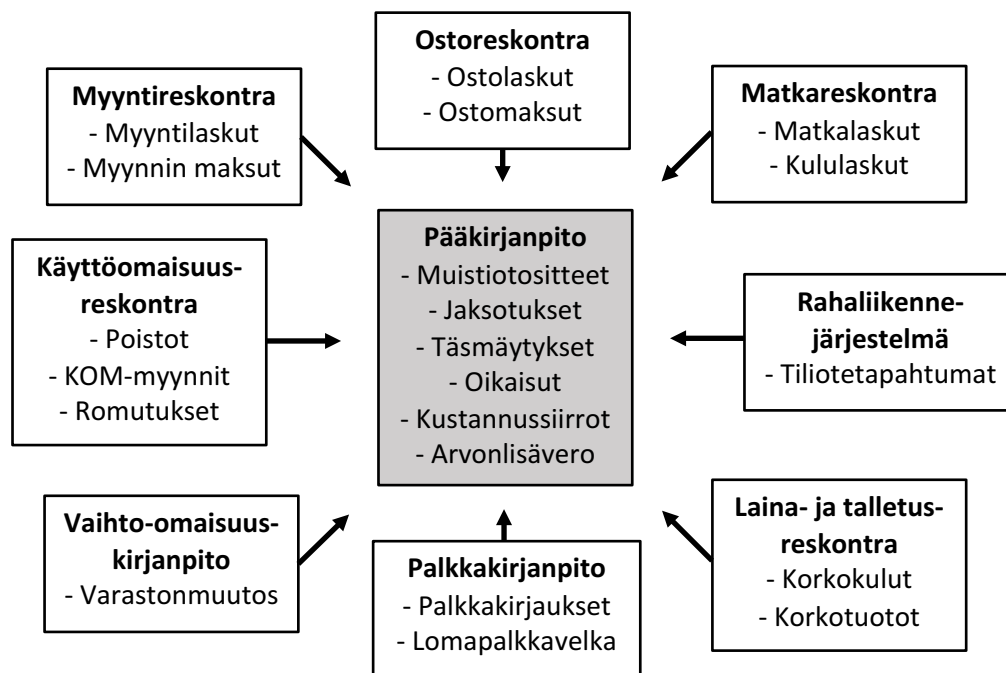 Ostoreskontra
- Ostolaskut
- Ostomaksut
Myyntireskontra
- Myyntilaskut
- Myynnin maksut
Matkareskontra
- Matkalaskut
- Kululaskut
Käyttöomaisuus-
reskontra
- Poistot
- KOM-myynnit
- Romutukset
Pääkirjanpito
- Muistiotositteet
- Jaksotukset
- Täsmäytykset
- Oikaisut
- Kustannussiirrot
- Arvonlisävero
Rahaliikenne-
järjestelmä
- Tiliotetapahtumat
Vaihto-omaisuus-
kirjanpito
- Varastonmuutos
Palkkakirjanpito
- Palkkakirjaukset
- Lomapalkkavelka
Laina- ja talletus-
reskontra
- Korkokulut
- Korkotuotot